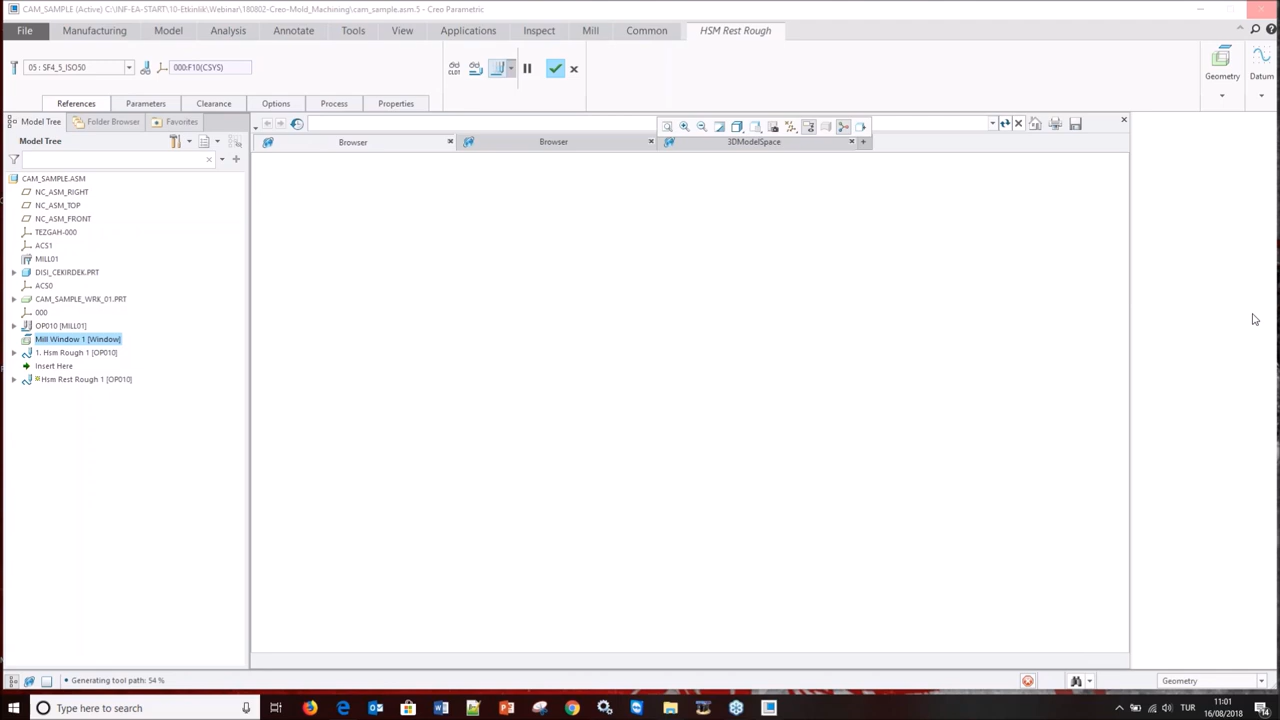 CAM_SAMPLE (Active) C:\INF-EA-START\10-Etkinlik\Webinar\180802-Creo-Mold_Machining\cam_sample.asm.5 - Creo Parametric
File Manufacturing Model Analysis Annotate Tools View Applications Inspect Mill Common HSM Rest Rough
05 : SF4_5_ISO50 000:F10(CSYS)
Geometry Datum
References Parameters Clearance Options Process Properties
Model Tree Folder Browser Favorites
Model Tree
Browser Browser 3DModelSpace
CAM_SAMPLE.ASM
NC_ASM_RIGHT
NC_ASM_TOP
NC_ASM_FRONT
TEZGAH-000
ACS1
MILL01
DISI_CEKIRDEK.PRT
ACS0
CAM_SAMPLE_WRK_01.PRT
000
OP010 [MILL01]
Mill Window 1 [Window]
1. Hsm Rough 1 [OP010]
Insert Here
Hsm Rest Rough 1 [OP010]
Generating tool path: 54 %
Geometry
Type here to search
TUR
11:01
16/08/2018